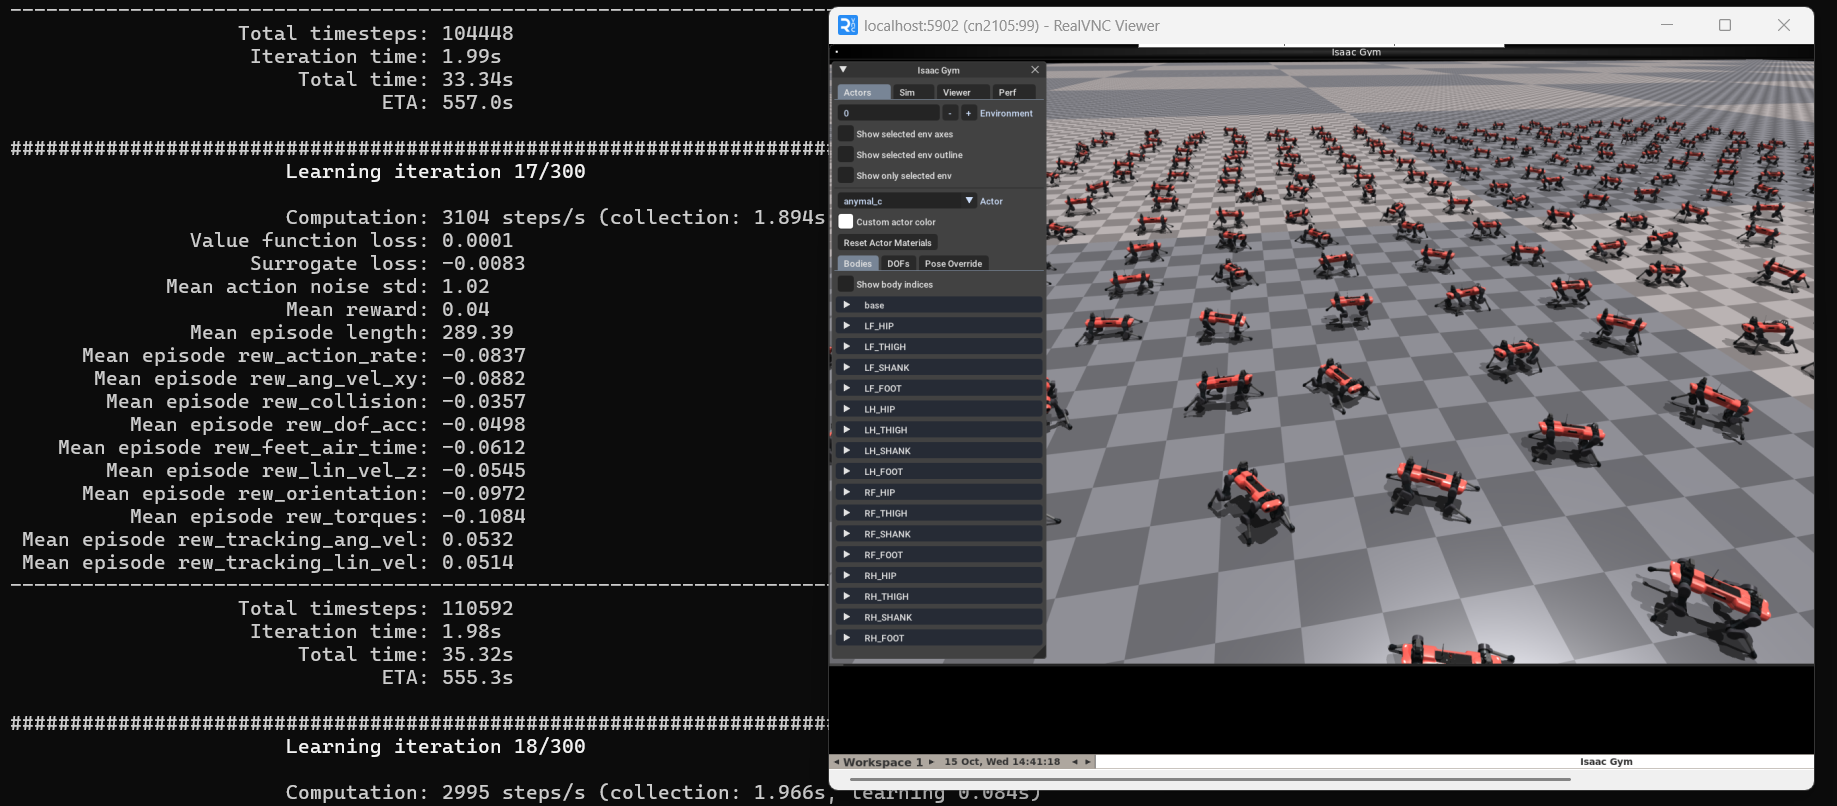 Total timesteps: 104448
Iteration time: 1.99s
Total time: 33.34s
ETA: 557.0s
################################################################################
Learning iteration 17/300
Computation: 3104 steps/s (collection: 1.894s
Value function loss: 0.0001
Surrogate loss: -0.0083
Mean action noise std: 1.02
Mean reward: 0.04
Mean episode length: 289.39
Mean episode rew_action_rate: -0.0837
Mean episode rew_ang_vel_xy: -0.0882
Mean episode rew_collision: -0.0357
Mean episode rew_dof_acc: -0.0498
Mean episode rew_feet_air_time: -0.0612
Mean episode rew_lin_vel_z: -0.0545
Mean episode rew_orientation: -0.0972
Mean episode rew_torques: -0.1084
Mean episode rew_tracking_ang_vel: 0.0532
Mean episode rew_tracking_lin_vel: 0.0514
Total timesteps: 110592
Iteration time: 1.98s
Total time: 35.32s
ETA: 555.3s
################################################################################
Learning iteration 18/300
Computation: 2995 steps/s (collection: 1.966s, learning 0.084s)
localhost:5902 (cn2105:99) - RealVNC Viewer
Isaac Gym
Isaac Gym
Actors Sim Viewer Perf
0 - + Environment
Show selected env axes
Show selected env outline
Show only selected env
anymal_c Actor
Custom actor color
Reset Actor Materials
Bodies DOFs Pose Override
Show body indices
base
LF_HIP
LF_THIGH
LF_SHANK
LF_FOOT
LH_HIP
LH_THIGH
LH_SHANK
LH_FOOT
RF_HIP
RF_THIGH
RF_SHANK
RF_FOOT
RH_HIP
RH_THIGH
RH_SHANK
RH_FOOT
Workspace 1 15 Oct, Wed 14:41:18 Isaac Gym